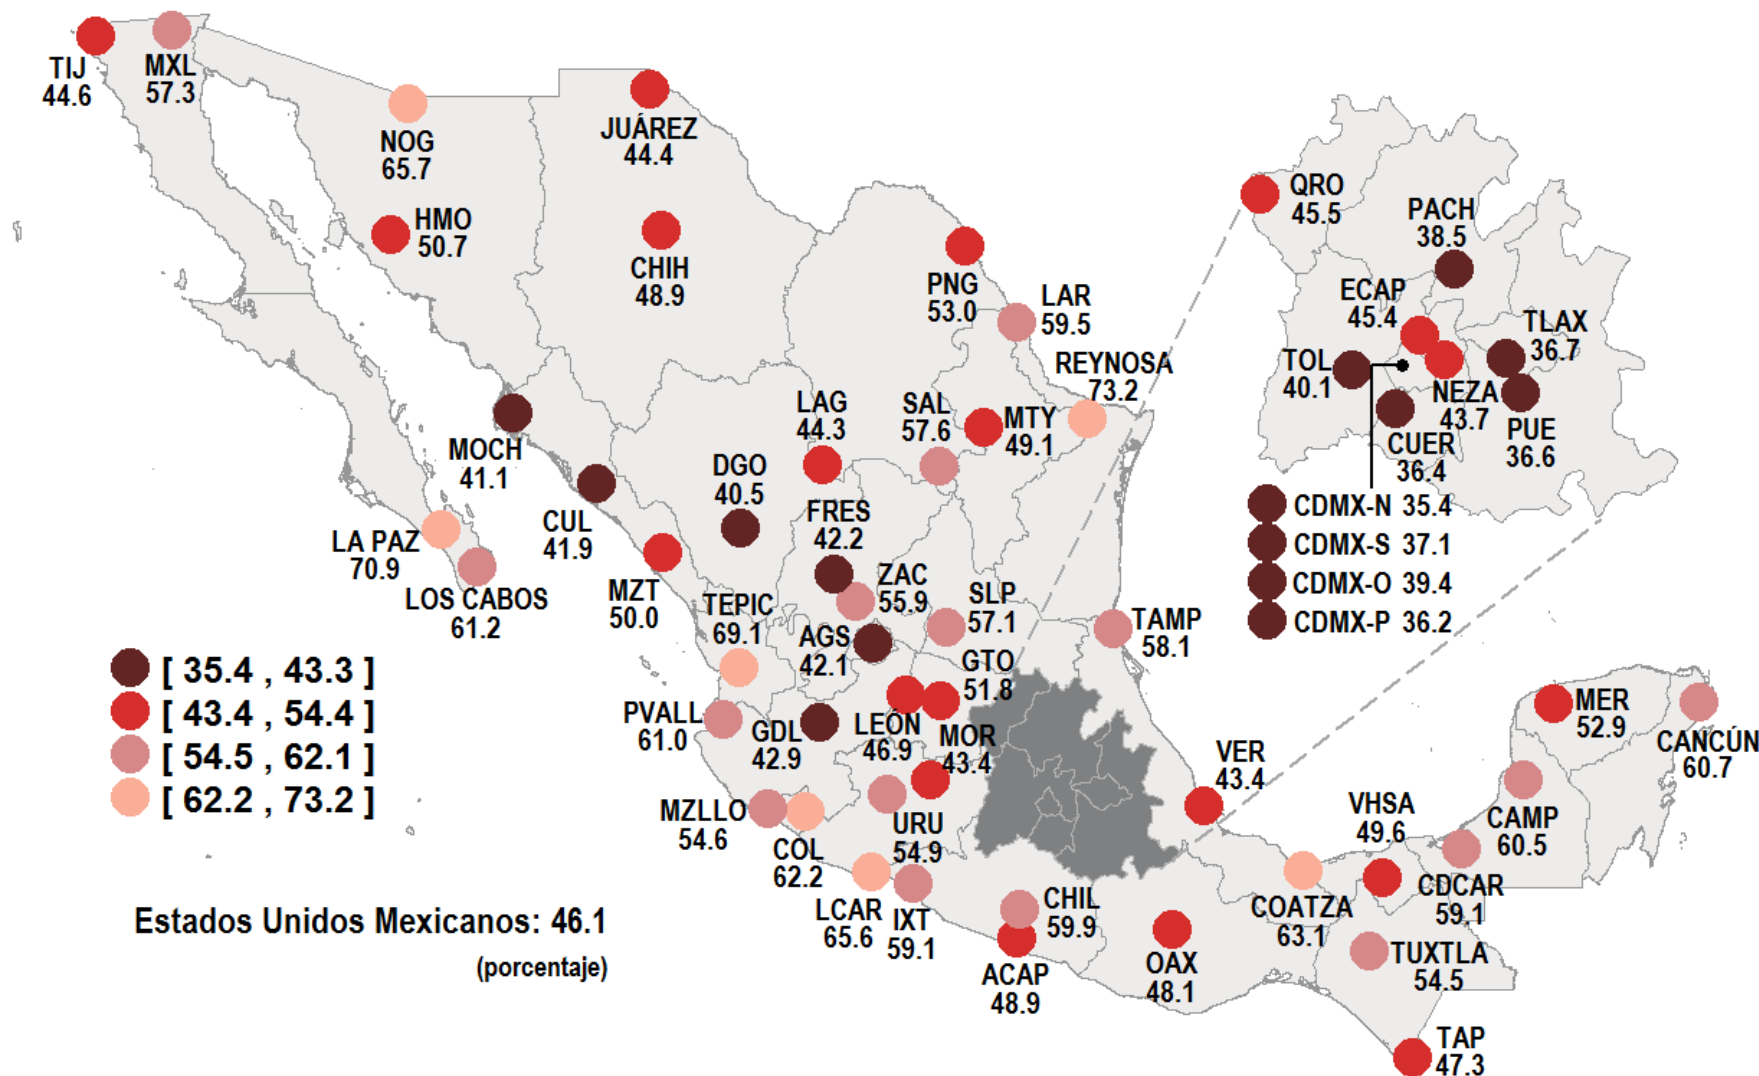 TIJ
44.6
MXL
57.3
NOG
65.7
HMO
50.7
JUÁREZ
44.4
CHIH
48.9
PNG
53.0
LAR
59.5
REYNOSA
73.2
SAL
57.6
MTY
49.1
LAG
44.3
DGO
40.5
FRES
42.2
MOCH
41.1
CUL
41.9
LA PAZ
70.9
LOS CABOS
61.2
MZT
50.0
TEPIC
69.1
ZAC
55.9
SLP
57.1
AGS
42.1
GTO
51.8
TAMP
58.1
PVALL
61.0
GDL
42.9
LEÓN
46.9
MOR
43.4
MZLLO
54.6
COL
62.2
URU
54.9
LCAR
65.6
IXT
59.1
CHIL
59.9
ACAP
48.9
OAX
48.1
VER
43.4
COATZA
63.1
VHSA
49.6
CDCAR
59.1
CAMP
60.5
MER
52.9
CANCÚN
60.7
TUXTLA
54.5
TAP
47.3
QRO
45.5
PACH
38.5
ECAP
45.4
TLAX
36.7
TOL
40.1
NEZA
43.7
CUER
36.4
PUE
36.6
CDMX-N 35.4
CDMX-S 37.1
CDMX-O 39.4
CDMX-P 36.2
[ 35.4 , 43.3 ]
[ 43.4 , 54.4 ]
[ 54.5 , 62.1 ]
[ 62.2 , 73.2 ]
Estados Unidos Mexicanos: 46.1
(porcentaje)